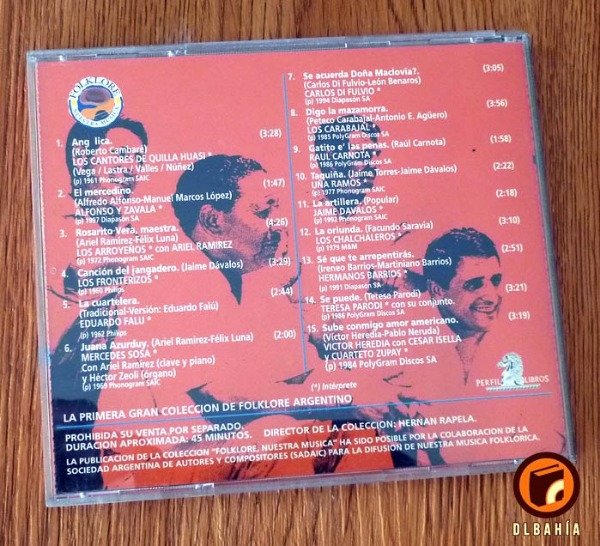 FOLKLORE
1. Ang lica.
(Roberto Cambaré) (3:28)
LOS CANTORES DE QUILLA HUASI *
(Vega / Lastra / Valles / Núñez)
(p) 1961 Phonogram SAIC
2. El mercedino. (1:47)
(Alfredo Alfonso-Manuel Marcos López)
ALFONSO Y ZAVALA *
(p) 1967 Diapason SA
3. Rosarito Vera, maestra. (4:26)
(Ariel Ramírez-Félix Luna)
LOS ARROYEÑOS * con ARIEL RAMIREZ
(p) 1972 Phonogram SAIC
4. Canción del jangadero. (Jaime Dávalos) (3:29)
LOS FRONTERIZOS *
(p) 1960 Philips
5. La cuartelera. (2:44)
(Tradicional-Versión: Eduardo Falú)
EDUARDO FALU *
(p) 1962 Philips
6. Juana Azurduy. (Ariel Ramírez-Félix Luna) (2:00)
MERCEDES SOSA *
Con Ariel Ramírez (clave y piano)
y Héctor Zeoli (órgano)
(p) 1969 Phonogram SAIC
7. Se acuerda Doña Maclovia?. (3:05)
(Carlos Di Fulvio-León Benaros)
CARLOS DI FULVIO *
(p) 1994 Diapason SA
8. Digo la mazamorra. (3:56)
(Peteco Carabajal-Antonio E. Agüero)
LOS CARABAJAL *
(p) 1985 PolyGram Discos SA
9. Gatito e' las penas. (Raúl Carnota) (1:58)
RAUL CARNOTA *
(p) 1986 PolyGram Discos SA
10. Taquiña. (Jaime Torres-Jaime Dávalos) (2:22)
UÑA RAMOS *
(p) 1977 Phonogram SAIC
11. La artillera. (Popular) (2:18)
JAIME DAVALOS *
(p) 1992 Phonogram SAIC
12. La oriunda. (Facundo Saravia) (3:10)
LOS CHALCHALEROS *
(p) 1979 M&M
13. Sé que te arrepentirás. (2:51)
(Ireneo Barrios-Martiniano Barrios)
HERMANOS BARRIOS *
(p) 1991 Diapason SA
14. Se puede. (Teresa Parodi) (3:21)
TERESA PARODI * con su conjunto.
(p) 1986 PolyGram Discos SA
15. Sube conmigo amor americano. (3:19)
(Víctor Heredia-Pablo Neruda)
VICTOR HEREDIA con CESAR ISELLA
y CUARTETO ZUPAY *
(p) 1984 PolyGram Discos SA
(*) Intérprete
PERFIL LIBROS
LA PRIMERA GRAN COLECCION DE FOLKLORE ARGENTINO
PROHIBIDA SU VENTA POR SEPARADO.
DURACION APROXIMADA: 45 MINUTOS. DIRECTOR DE LA COLECCION: HERNAN RAPELA.
LA PUBLICACION DE LA COLECCION "FOLKLORE, NUESTRA MUSICA" HA SIDO POSIBLE POR LA COLABORACION DE LA
SOCIEDAD ARGENTINA DE AUTORES Y COMPOSITORES (SADAIC) PARA LA DIFUSION DE NUESTRA MUSICA FOLKLORICA.
DLBAHÍA